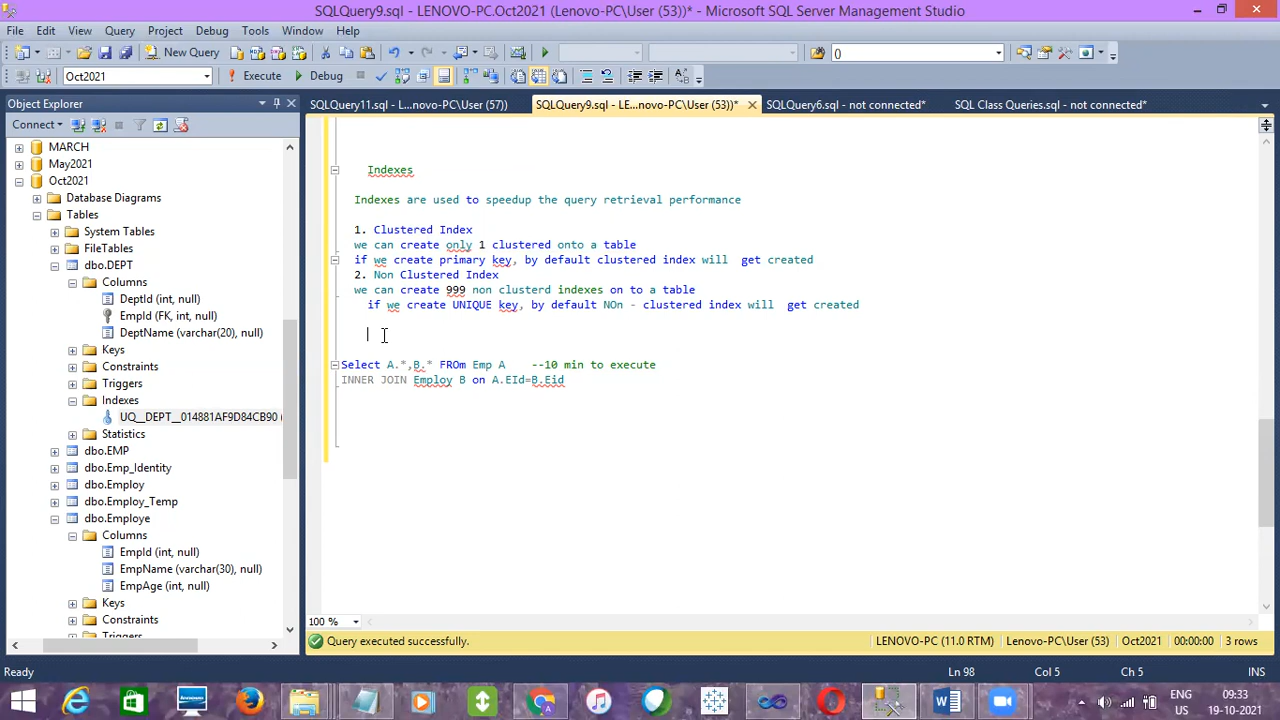 SQLQuery9.sql - LENOVO-PC.Oct2021 (Lenovo-PC\User (53))* - Microsoft SQL Server Management Studio
File Edit View Query Project Debug Tools Window Help
New Query
()
Oct2021
Execute
Debug
Object Explorer
SQLQuery11.sql - L...novo-PC\User (57))
SQLQuery9.sql - LE...novo-PC\User (53))*
SQLQuery6.sql - not connected*
SQL Class Queries.sql - not connected*
Connect
MARCH
May2021
Oct2021
Database Diagrams
Tables
System Tables
FileTables
dbo.DEPT
Columns
DeptId (int, null)
EmpId (FK, int, null)
DeptName (varchar(20), null)
Keys
Constraints
Triggers
Indexes
UQ__DEPT__014881AF9D84CB90 (
Statistics
dbo.EMP
dbo.Emp_Identity
dbo.Employ
dbo.Employ_Temp
dbo.Employe
Columns
EmpId (int, null)
EmpName (varchar(30), null)
EmpAge (int, null)
Keys
Constraints
Triggers
Indexes
Indexes are used to speedup the query retrieval performance
1. Clustered Index
we can create only 1 clustered onto a table
if we create primary key, by default clustered index will  get created
2. Non Clustered Index
we can create 999 non clusterd indexes on to a table
if we create UNIQUE key, by default NOn - clustered index will  get created
Select A.*,B.* FROm Emp A    --10 min to execute
INNER JOIN Employ B on A.EId=B.Eid
100 %
Query executed successfully.
LENOVO-PC (11.0 RTM)
Lenovo-PC\User (53)
Oct2021
00:00:00
3 rows
Ready
Ln 98
Col 5
Ch 5
INS
ENG
US
09:33
19-10-2021